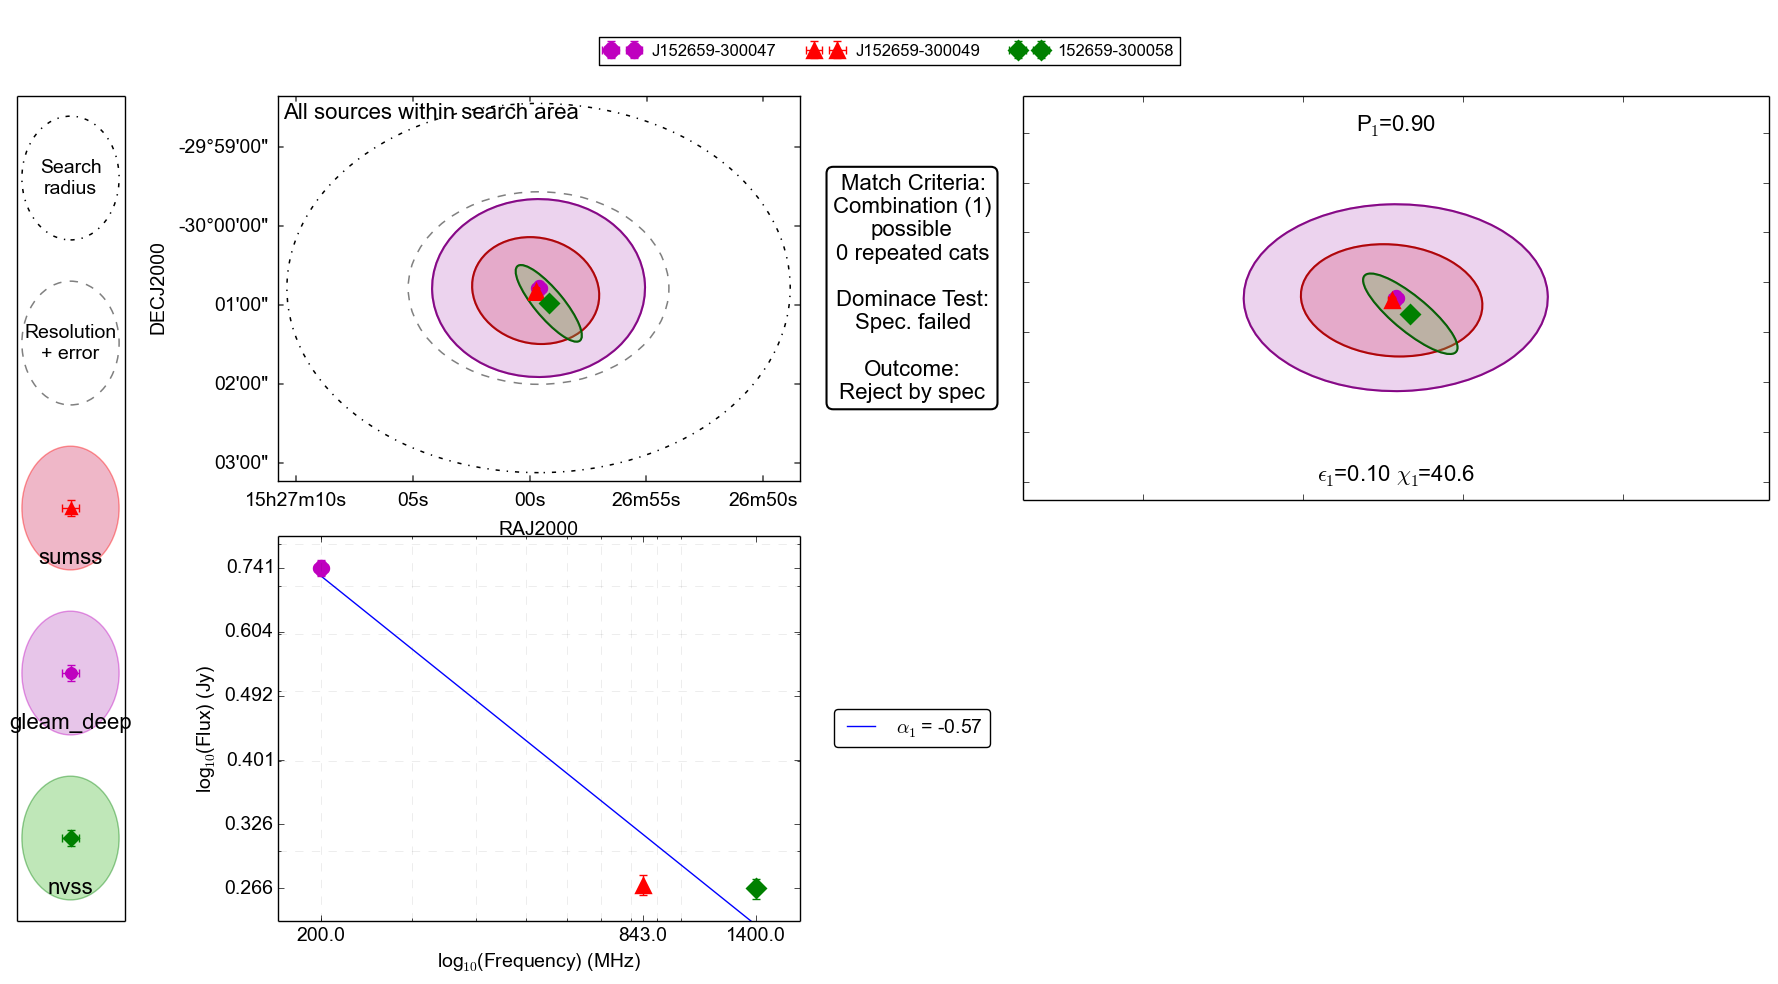 J152659-300047
J152659-300049
152659-300058
Search
radius
Resolution
+ error
sumss
gleam_deep
nvss
All sources within search area
DECJ2000
-29°59'00"
-30°00'00"
01'00"
02'00"
03'00"
15h27m10s
05s
00s
26m55s
26m50s
RAJ2000
Match Criteria:
Combination (1)
possible
0 repeated cats
Dominace Test:
Spec. failed
Outcome:
Reject by spec
P₁=0.90
ϵ₁=0.10 χ₁=40.6
log₁₀(Flux) (Jy)
0.741
0.604
0.492
0.401
0.326
0.266
200.0
843.0
1400.0
log₁₀(Frequency) (MHz)
α₁ = -0.57